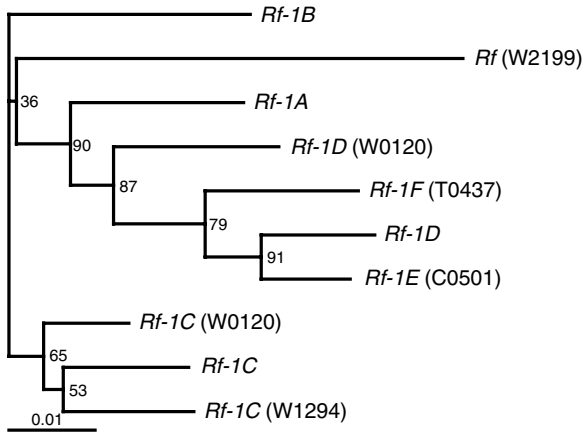 Rf-1B
Rf (W2199)
36
Rf-1A
90
Rf-1D (W0120)
87
Rf-1F (T0437)
79
Rf-1D
91
Rf-1E (C0501)
Rf-1C (W0120)
65
Rf-1C
53
Rf-1C (W1294)
0.01